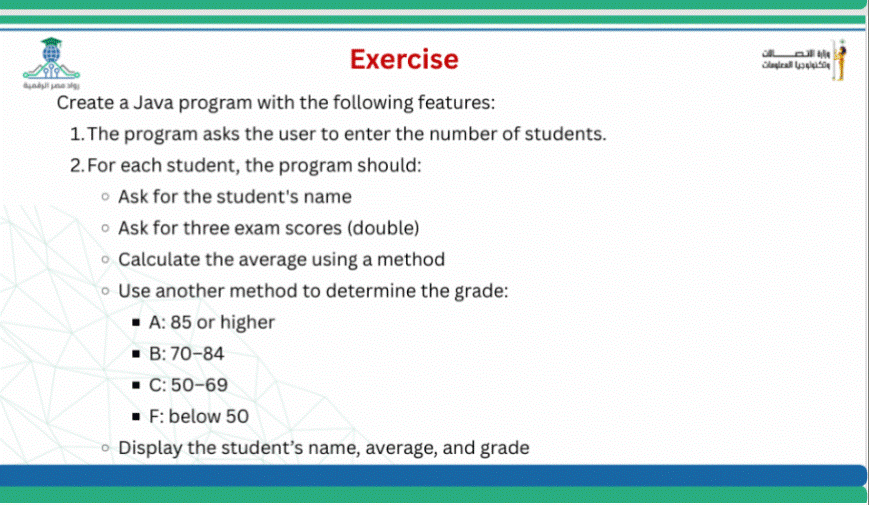 Exercise
وزارة الاتصـــالات
وتكنولوجيا المعلومات
رواد مصر الرقمية
Create a Java program with the following features:
1. The program asks the user to enter the number of students.
2. For each student, the program should:
◦ Ask for the student's name
◦ Ask for three exam scores (double)
◦ Calculate the average using a method
◦ Use another method to determine the grade:
▪ A: 85 or higher
▪ B: 70–84
▪ C: 50–69
▪ F: below 50
◦ Display the student’s name, average, and grade